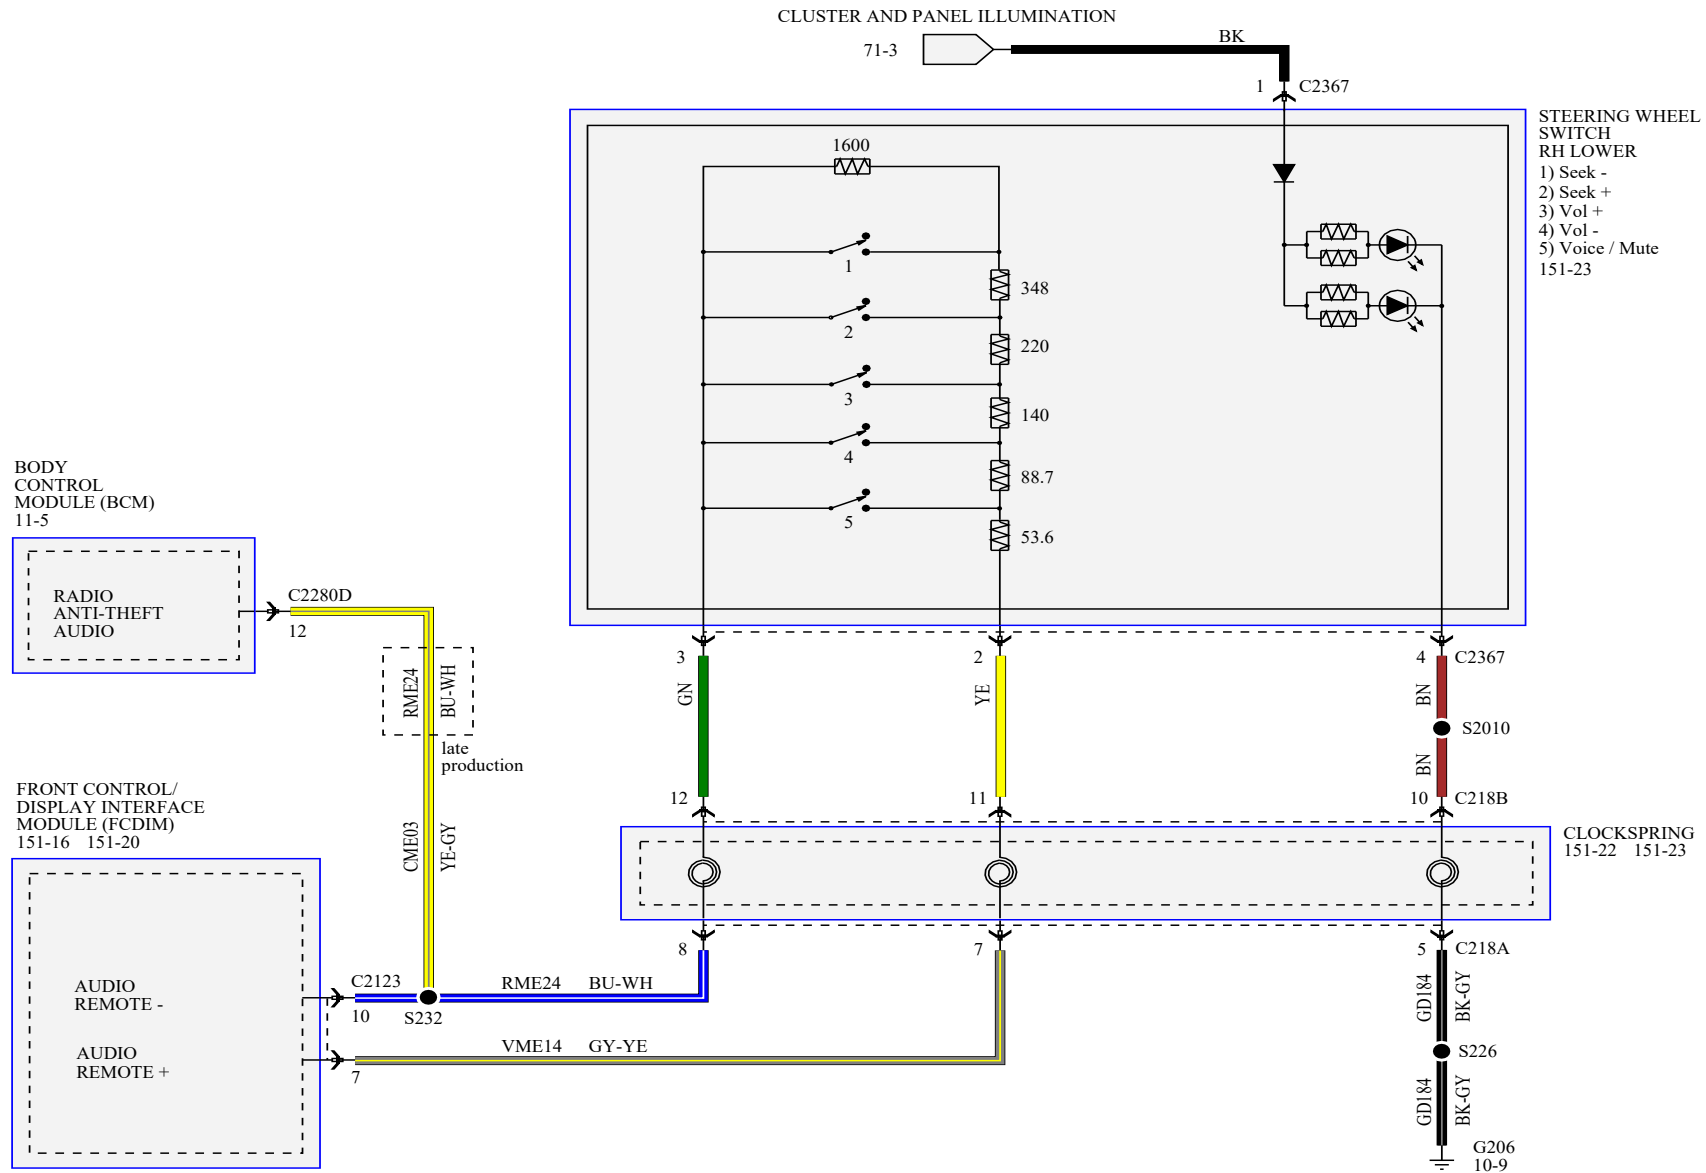 CLUSTER AND PANEL ILLUMINATION
71-3
BK
1
C2367
STEERING WHEEL
SWITCH
RH LOWER
1) Seek -
2) Seek +
3) Vol +
4) Vol -
5) Voice / Mute
151-23
1600
1
348
2
220
3
140
4
88.7
5
53.6
BODY
CONTROL
MODULE (BCM)
11-5
RADIO
ANTI-THEFT
AUDIO
C2280D
12
RME24
BU-WH
late
production
CME03
YE-GY
3
2
4
C2367
GN
YE
BN
S2010
BN
12
11
10
C218B
CLOCKSPRING
151-22 151-23
8
7
5
C218A
FRONT CONTROL/
DISPLAY INTERFACE
MODULE (FCDIM)
151-16 151-20
AUDIO
REMOTE -
AUDIO
REMOTE +
C2123
10
S232
RME24 BU-WH
VME14 GY-YE
7
GD184
BK-GY
S226
GD184
BK-GY
G206
10-9